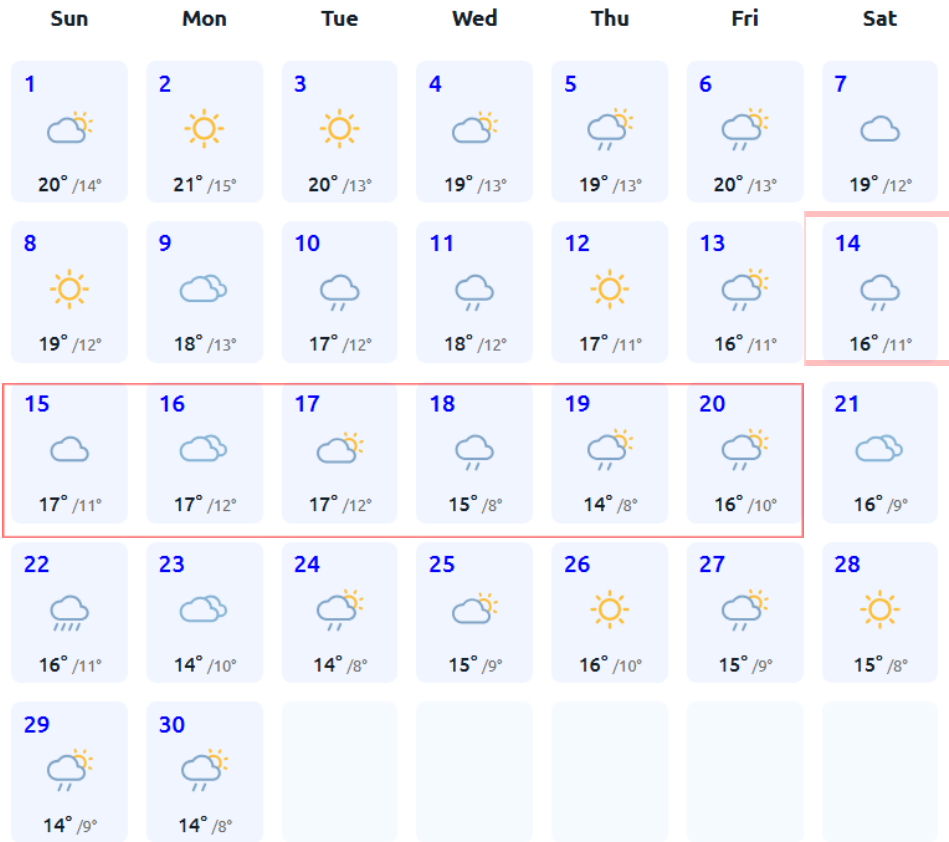 Sun Mon Tue Wed Thu Fri Sat
1 2 3 4 5 6 7
20° /14° 21° /15° 20° /13° 19° /13° 19° /13° 20° /13° 19° /12°
8 9 10 11 12 13 14
19° /12° 18° /13° 17° /12° 18° /12° 17° /11° 16° /11° 16° /11°
15 16 17 18 19 20 21
17° /11° 17° /12° 17° /12° 15° /8° 14° /8° 16° /10° 16° /9°
22 23 24 25 26 27 28
16° /11° 14° /10° 14° /8° 15° /9° 16° /10° 15° /9° 15° /8°
29 30
14° /9° 14° /8°